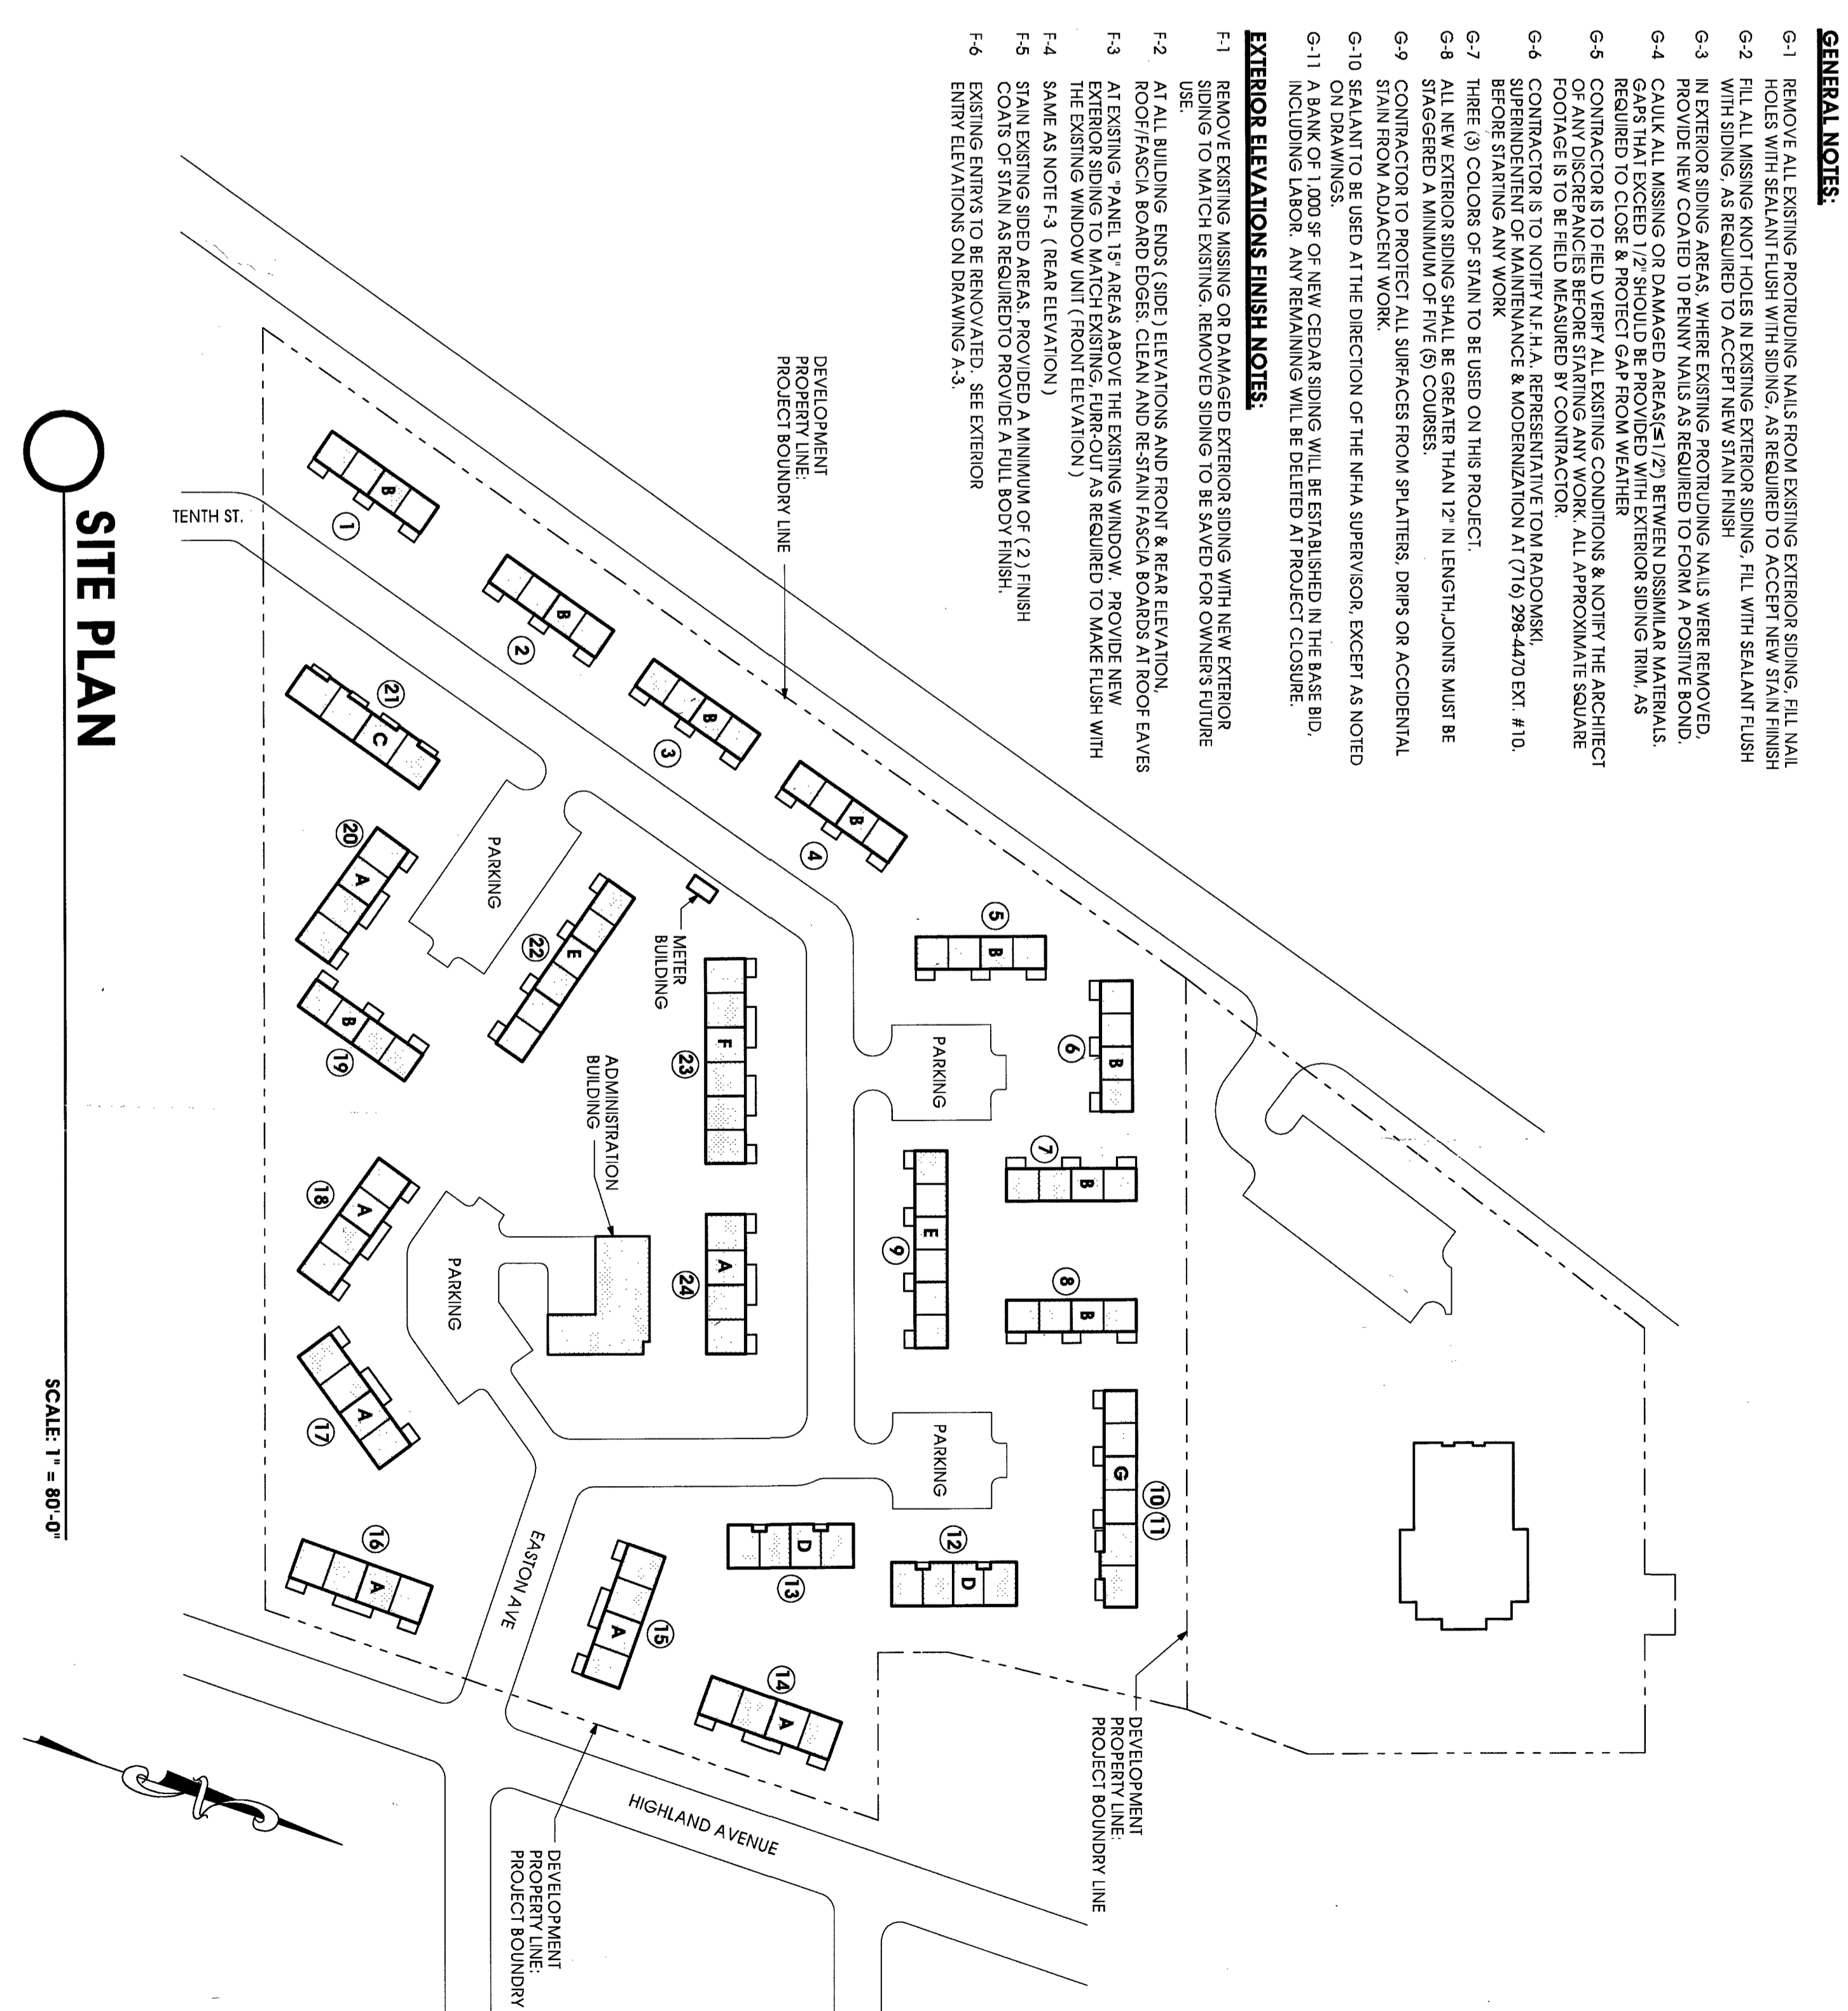 GENERAL NOTES:
G-1 REMOVE ALL EXISTING PROTRUDING NAILS FROM EXISTING EXTERIOR SIDING, FILL NAIL
HOLES WITH SEALANT FLUSH WITH SIDING, AS REQUIRED TO ACCEPT NEW STAIN FIINISH
G-2 FILL ALL MISSING KNOT HOLES IN EXISTING EXTERIOR SIDING, FILL WITH SEALANT FLUSH
WITH SIDING, AS REQUIRED TO ACCEPT NEW STAIN FINISH
G-3 IN EXTERIOR SIDING AREAS, WHERE EXISTING PROTRUDING NAILS WERE REMOVED,
PROVIDE NEW COATED 10 PENNY NAILS AS REQUIRED TO FORM A POSITIVE BOND.
G-4 CAULK ALL MISSING OR DAMAGED AREAS(≤1/2") BETWEEN DISSIMILAR MATERIALS.
GAPS THAT EXCEED 1/2" SHOULD BE PROVIDED WITH EXTERIOR SIDING TRIM, AS
REQUIRED TO CLOSE & PROTECT GAP FROM WEATHER
G-5 CONTRACTOR IS TO FIELD VERIFY ALL EXISTING CONDITIONS & NOTIFY THE ARCHITECT
OF ANY DISCREPANCIES BEFORE STARTING ANY WORK. ALL APPROXIMATE SQUARE
FOOTAGE IS TO BE FIELD MEASURED BY CONTRACTOR.
G-6 CONTRACTOR IS TO NOTIFY N.F.H.A. REPRESENTATIVE TOM RADOMSKI,
SUPERINDENTENT OF MAINTENANCE & MODERNIZATION AT (716) 298-4470 EXT. #10.
BEFORE STARTING ANY WORK
G-7 THREE (3) COLORS OF STAIN TO BE USED ON THIS PROJECT.
G-8 ALL NEW EXTERIOR SIDING SHALL BE GREATER THAN 12" IN LENGTH,JOINTS MUST BE
STAGGERED A MINIMUM OF FIVE (5) COURSES.
G-9 CONTRACTOR TO PROTECT ALL SURFACES FROM SPLATTERS, DRIPS OR ACCIDENTAL
STAIN FROM ADJACENT WORK.
G-10 SEALANT TO BE USED AT THE DIRECTION OF THE NFHA SUPERVISOR, EXCEPT AS NOTED
ON DRAWINGS.
G-11 A BANK OF 1,000 SF OF NEW CEDAR SIDING WILL BE ESTABLISHED IN THE BASE BID,
INCLUDING LABOR. ANY REMAINING WILL BE DELETED AT PROJECT CLOSURE.
EXTERIOR ELEVATIONS FINISH NOTES:
F-1 REMOVE EXISTING MISSING OR DAMAGED EXTERIOR SIDING WITH NEW EXTERIOR
SIDING TO MATCH EXISTING. REMOVED SIDING TO BE SAVED FOR OWNER'S FUTURE
USE.
F-2 AT ALL BUILDING ENDS ( SIDE ) ELEVATIONS AND FRONT & REAR ELEVATION,
ROOF/FASCIA BOARD EDGES. CLEAN AND RE-STAIN FASCIA BOARDS AT ROOF EAVES
F-3 AT EXISTING "PANEL 15" AREAS ABOVE THE EXISTING WINDOW. PROVIDE NEW
EXTERIOR SIDING TO MATCH EXISTING, FURR-OUT AS REQUIRED TO MAKE FLUSH WITH
THE EXISTING WINDOW UNIT ( FRONT ELEVATION )
F-4 SAME AS NOTE F-3 ( REAR ELEVATION )
F-5 STAIN EXISTING SIDED AREAS. PROVIDED A MINIMUM OF ( 2 ) FINISH
COATS OF STAIN AS REQUIREDTO PROVIDE A FULL BODY FINISH.
F-6 EXISTING ENTRYS TO BE RENOVATED. SEE EXTERIOR
ENTRY ELEVATIONS ON DRAWING A-3.
DEVELOPMENT
PROPERTY LINE:
PROJECT BOUNDRY LINE
B
1
B
2
B
3
B
4
5
B
6
B
7
B
8
B
PARKING
9
E
10 11
G
PARKING
12
D
13
D
14
A
15
A
16
A
17
A
18
A
19
B
20
A
21
C
22
E
23
F
24
A
METER
BUILDING
ADMINISTRATION
BUILDING
PARKING
PARKING
TENTH ST.
EASTON AVE
HIGHLAND AVENUE
DEVELOPMENT
PROPERTY LINE:
PROJECT BOUNDRY LINE
DEVELOPMENT
PROPERTY LINE:
PROJECT BOUNDRY
SITE PLAN
SCALE: 1" = 80'-0"